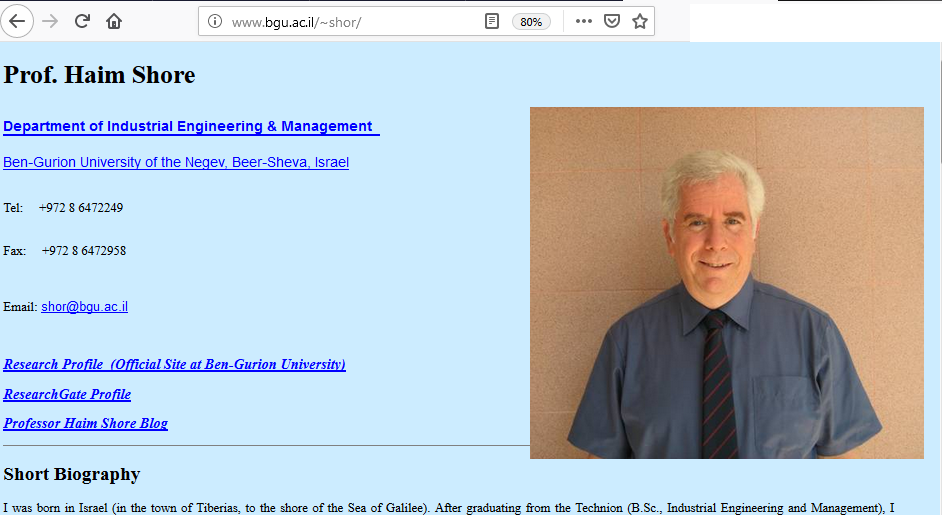 www.bgu.ac.il/~shor/
80%
Prof. Haim Shore
Department of Industrial Engineering & Management
Ben-Gurion University of the Negev, Beer-Sheva, Israel
Tel: +972 8 6472249
Fax: +972 8 6472958
Email: shor@bgu.ac.il
Research Profile (Official Site at Ben-Gurion University)
ResearchGate Profile
Professor Haim Shore Blog
Short Biography
I was born in Israel (in the town of Tiberias, to the shore of the Sea of Galilee). After graduating from the Technion (B.Sc., Industrial Engineering and Management), I